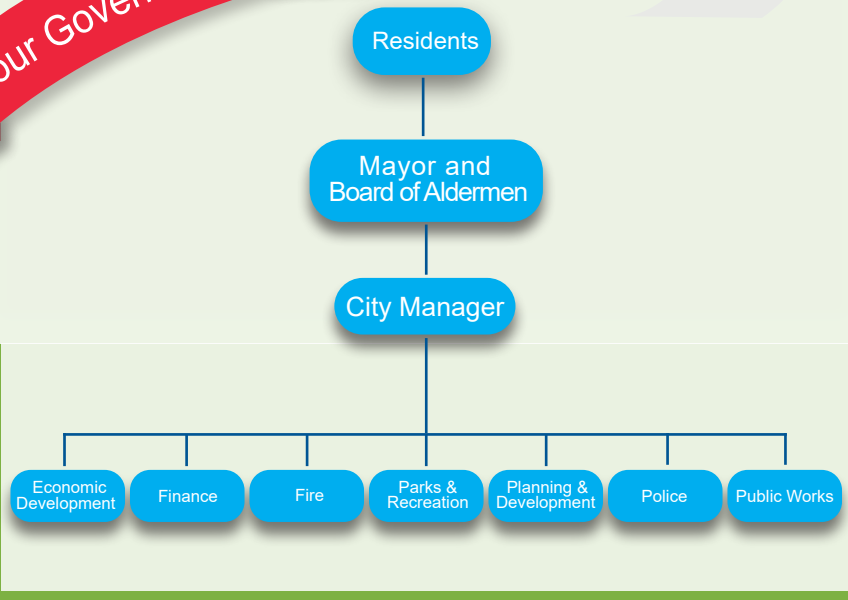 our Govern
Residents
Mayor and
Board of Aldermen
City Manager
Economic
Development
Finance
Fire
Parks &
Recreation
Planning &
Development
Police
Public Works